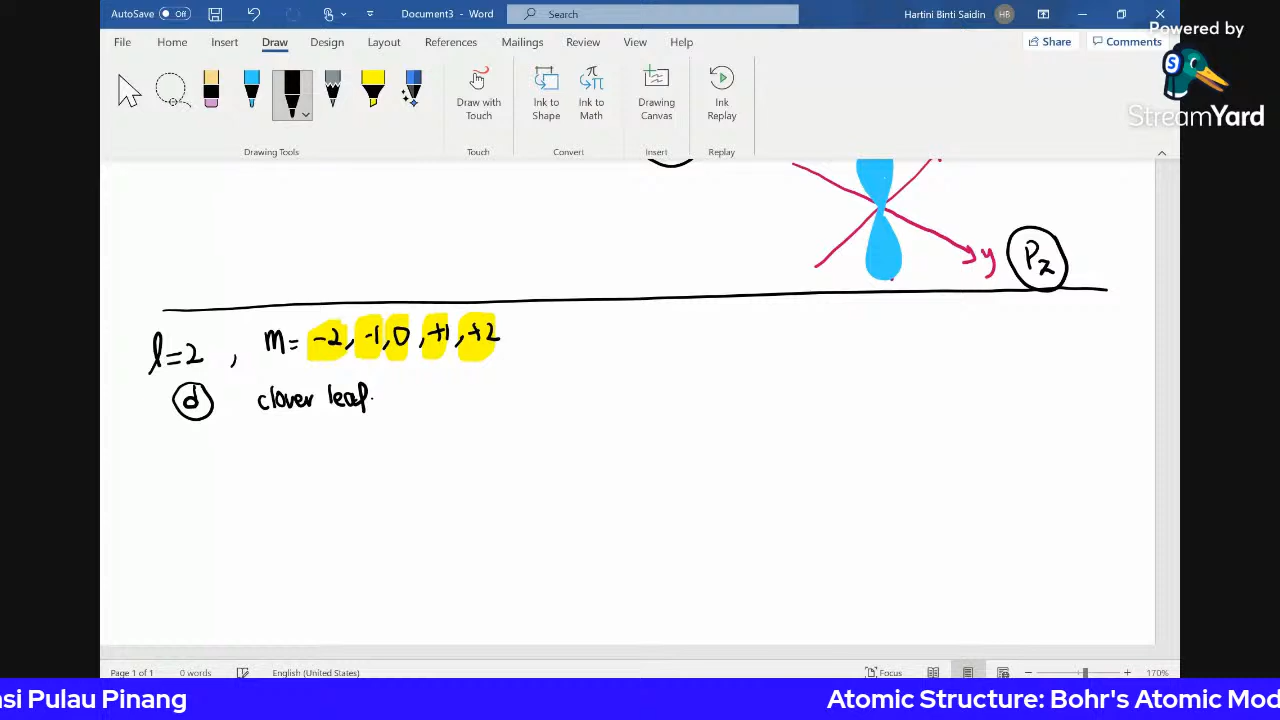 AutoSave Off Document3 - Word Search Hartini Binti Saidin HB
Powered by
StreamYard
File Home Insert Draw Design Layout References Mailings Review View Help Share Comments
Draw with Touch
Ink to Shape
Ink to Math
Drawing Canvas
Ink Replay
Drawing Tools Touch Convert Insert Replay
y Pz
l=2 , m= -2, -1, 0, +1, +2
d clover leaf.
Page 1 of 1 0 words English (United States) Focus 170%
nsi Pulau Pinang Atomic Structure: Bohr's Atomic Mod